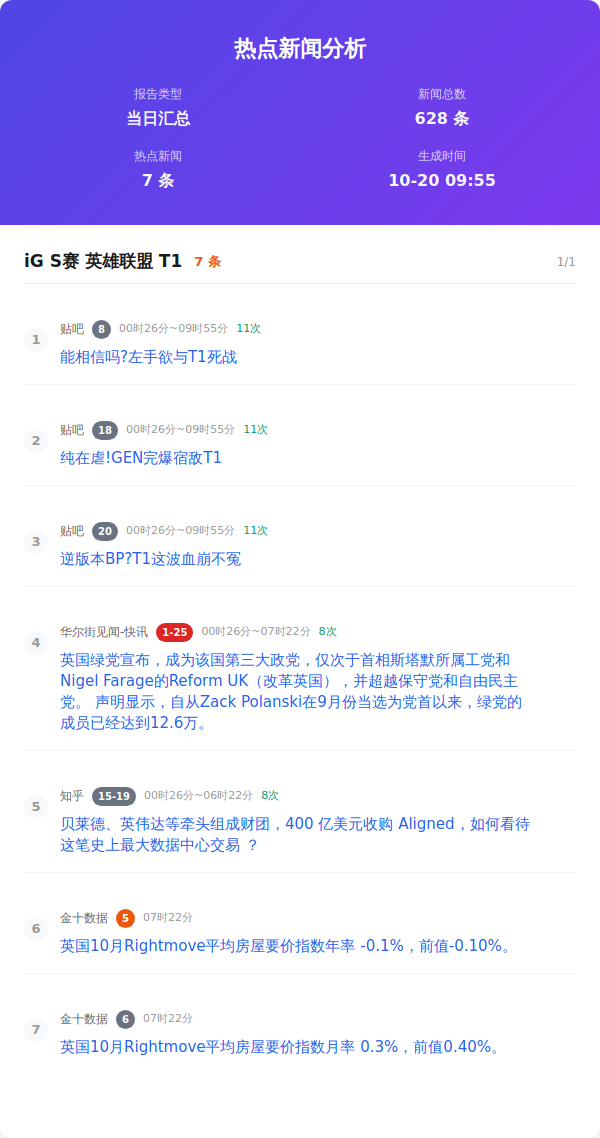 热点新闻分析
报告类型
新闻总数
当日汇总
628 条
热点新闻
生成时间
7 条
10-20 09:55
iG S赛 英雄联盟 T1 7 条 1/1
1 贴吧 8 00时26分~09时55分 11次
能相信吗?左手欲与T1死战
2 贴吧 18 00时26分~09时55分 11次
纯在虐!GEN完爆宿敌T1
3 贴吧 20 00时26分~09时55分 11次
逆版本BP?T1这波血崩不冤
4 华尔街见闻-快讯 1-25 00时26分~07时22分 8次
英国绿党宣布，成为该国第三大政党，仅次于首相斯塔默所属工党和
Nigel Farage的Reform UK（改革英国），并超越保守党和自由民主
党。 声明显示，自从Zack Polanski在9月份当选为党首以来，绿党的
成员已经达到12.6万。
5 知乎 15-19 00时26分~06时22分 8次
贝莱德、英伟达等牵头组成财团，400 亿美元收购 Aligned，如何看待
这笔史上最大数据中心交易 ？
6 金十数据 5 07时22分
英国10月Rightmove平均房屋要价指数年率 -0.1%，前值-0.10%。
7 金十数据 6 07时22分
英国10月Rightmove平均房屋要价指数月率 0.3%，前值0.40%。